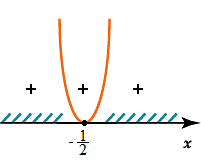 + + +
-1/2 x